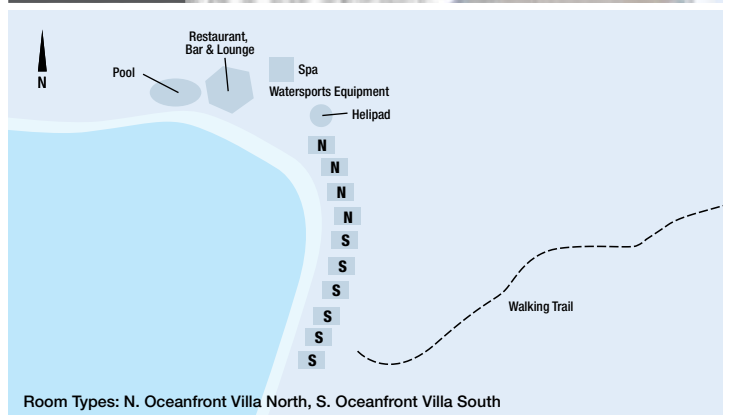 Restaurant,
Bar & Lounge
Pool
Spa
N
Watersports Equipment
Helipad
N
N
N
N
S
S
S
S
S
S
Walking Trail
Room Types: N. Oceanfront Villa North, S. Oceanfront Villa South